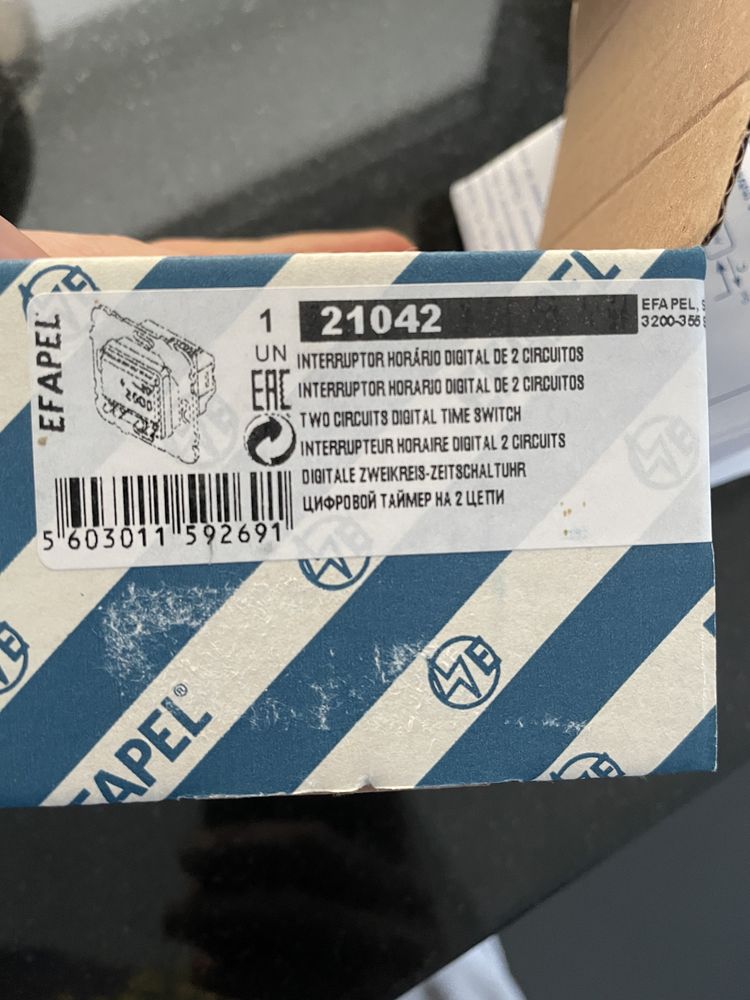 EFAPEL
1
UN
EAC
21042
EFAPEL, S
3200-355
INTERRUPTOR HORÁRIO DIGITAL DE 2 CIRCUITOS
INTERRUPTOR HORARIO DIGITAL DE 2 CIRCUITOS
TWO CIRCUITS DIGITAL TIME SWITCH
INTERRUPTEUR HORAIRE DIGITAL 2 CIRCUITS
DIGITALE ZWEIKREIS-ZEITSCHALTUHR
ЦИФРОВОЙ ТАЙМЕР НА 2 ЦЕПИ
5 603011 592691
EFAPEL®